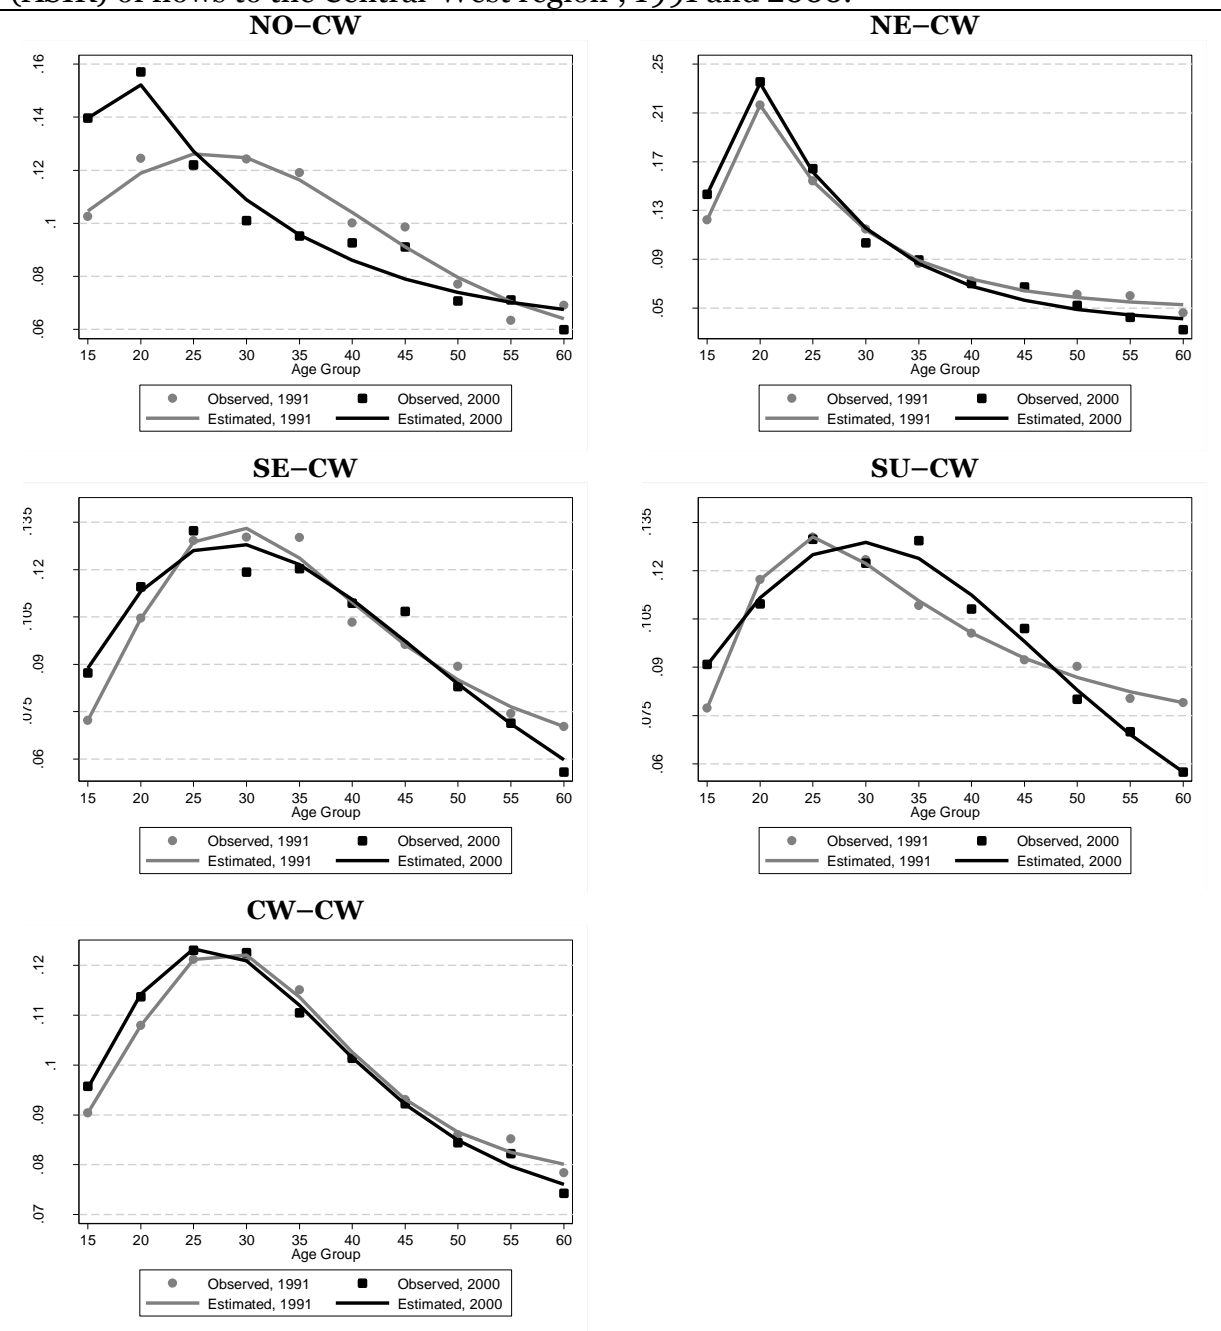 (ASIR) of flows to the Central-West region , 1991 and 2000.
NO–CW
NE–CW
.16
.14
.12
.1
.08
.06
15 20 25 30 35 40 45 50 55 60
Age Group
Observed, 1991 Observed, 2000
Estimated, 1991 Estimated, 2000
.25
.21
.17
.13
.09
.05
15 20 25 30 35 40 45 50 55 60
Age Group
Observed, 1991 Observed, 2000
Estimated, 1991 Estimated, 2000
SE–CW
SU–CW
.135
.12
.105
.09
.075
.06
15 20 25 30 35 40 45 50 55 60
Age Group
Observed, 1991 Observed, 2000
Estimated, 1991 Estimated, 2000
.135
.12
.105
.09
.075
.06
15 20 25 30 35 40 45 50 55 60
Age Group
Observed, 1991 Observed, 2000
Estimated, 1991 Estimated, 2000
CW–CW
.12
.11
.1
.09
.08
.07
15 20 25 30 35 40 45 50 55 60
Age Group
Observed, 1991 Observed, 2000
Estimated, 1991 Estimated, 2000